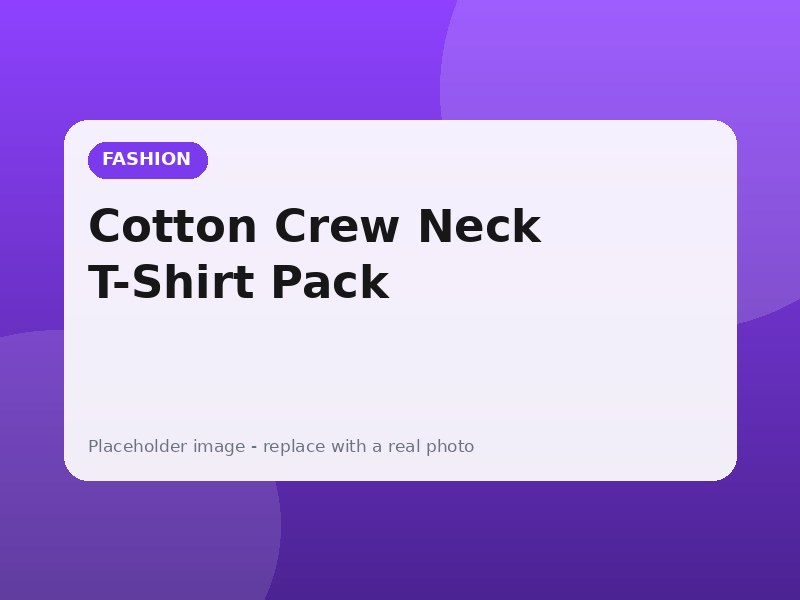 FASHION
Cotton Crew Neck
T-Shirt Pack
Placeholder image - replace with a real photo